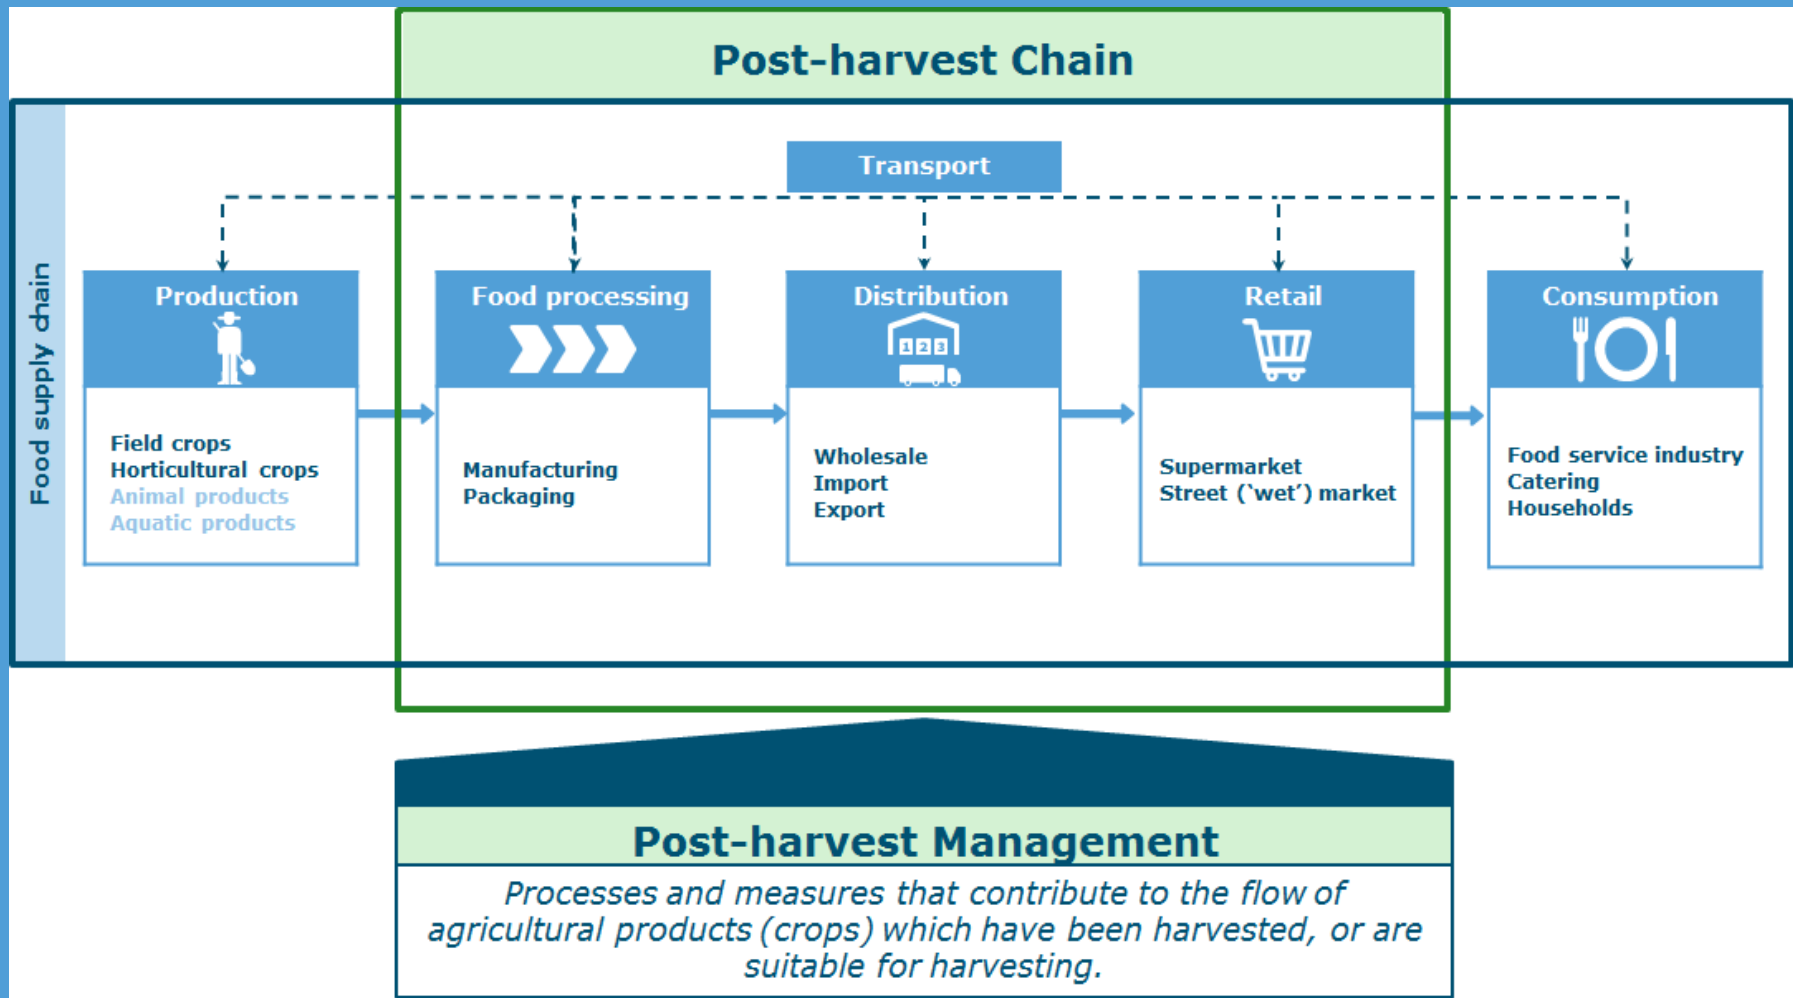 Post-harvest Chain
Food supply chain
Transport
Production
Field crops
Horticultural crops
Animal products
Aquatic products
Food processing
Manufacturing
Packaging
Distribution
1 2 3
Wholesale
Import
Export
Retail
Supermarket
Street (‘wet’) market
Consumption
Food service industry
Catering
Households
Post-harvest Management
Processes and measures that contribute to the flow of
agricultural products (crops) which have been harvested, or are
suitable for harvesting.